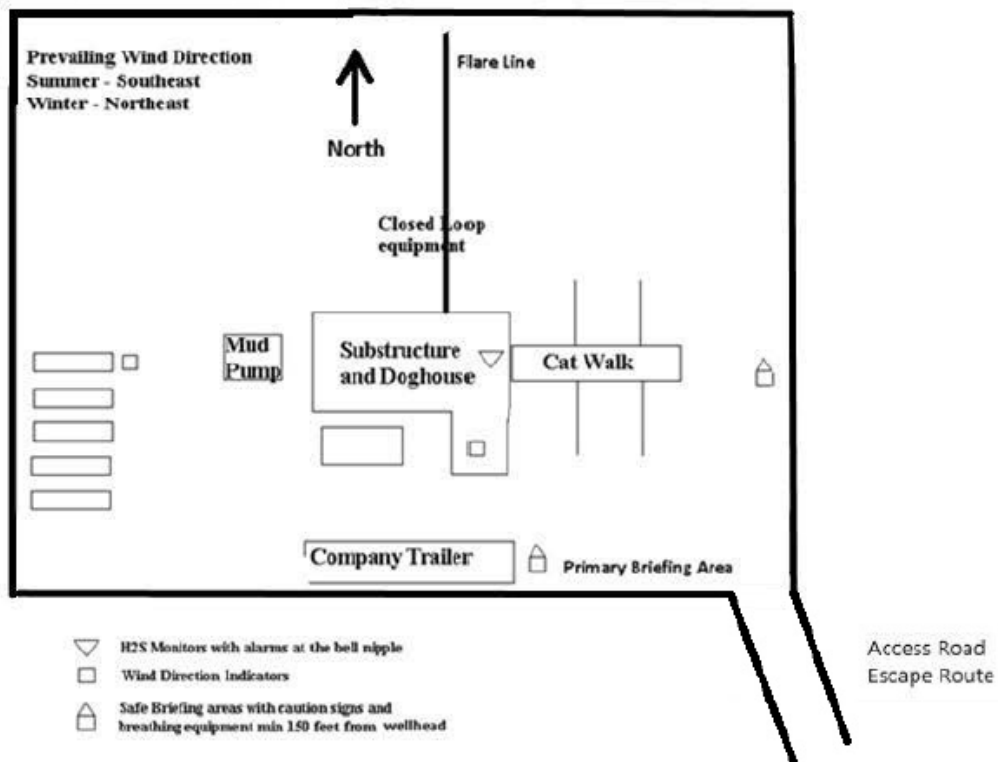 Prevailing Wind Direction
Summer - Southeast
Winter - Northeast
North
Flare Line
Closed Loop
equipment
Mud
Pump
Substructure
and Doghouse
Cat Walk
Company Trailer
Primary Briefing Area
H2S Monitors with alarms at the bell nipple
Wind Direction Indicators
Safe Briefing areas with caution signs and
breathing equipment min 150 feet from wellhead
Access Road
Escape Route